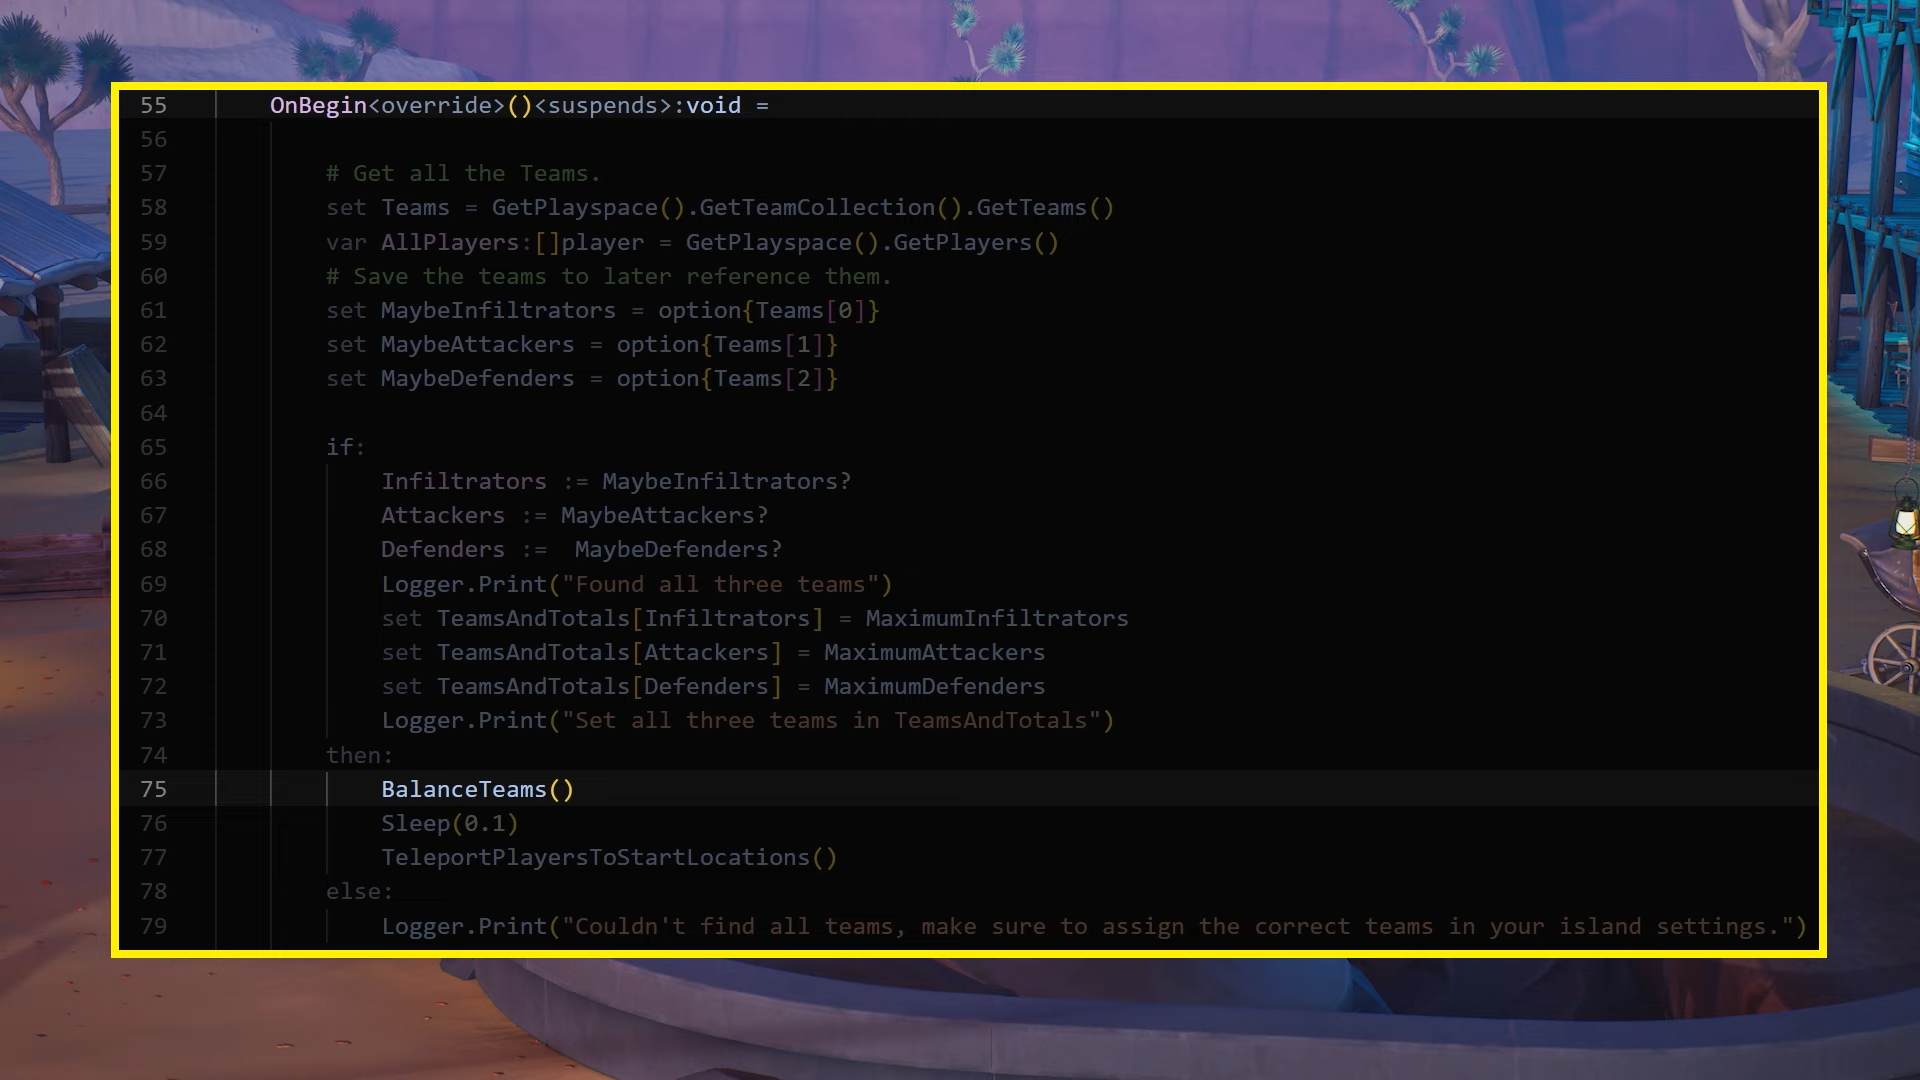 55 OnBegin<override>()<suspends>:void =
56
57 # Get all the Teams.
58 set Teams = GetPlayspace().GetTeamCollection().GetTeams()
59 var AllPlayers:[]player = GetPlayspace().GetPlayers()
60 # Save the teams to later reference them.
61 set MaybeInfiltrators = option{Teams[0]}
62 set MaybeAttackers = option{Teams[1]}
63 set MaybeDefenders = option{Teams[2]}
64
65 if:
66 Infiltrators := MaybeInfiltrators?
67 Attackers := MaybeAttackers?
68 Defenders :=  MaybeDefenders?
69 Logger.Print("Found all three teams")
70 set TeamsAndTotals[Infiltrators] = MaximumInfiltrators
71 set TeamsAndTotals[Attackers] = MaximumAttackers
72 set TeamsAndTotals[Defenders] = MaximumDefenders
73 Logger.Print("Set all three teams in TeamsAndTotals")
74 then:
75 BalanceTeams()
76 Sleep(0.1)
77 TeleportPlayersToStartLocations()
78 else:
79 Logger.Print("Couldn't find all teams, make sure to assign the correct teams in your island settings.")